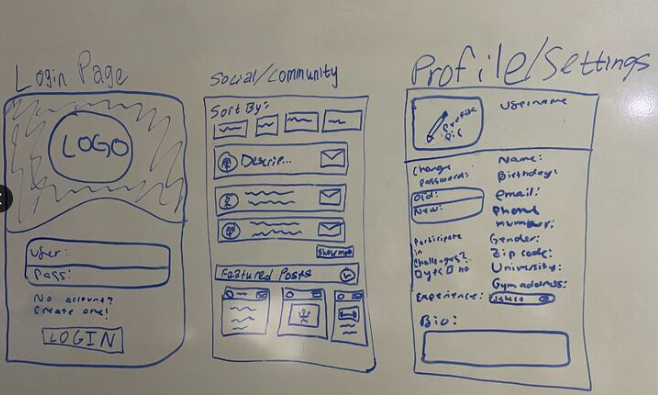 Login Page
LOGO
User:
Pass:
No account?
Create one!
LOGIN
Social/Community
Sort By:
Descrip...
Show more
Featured Posts
Profile/Settings
Profile
Pic
Username
Change
Password:
Old:
New:
Participate
in
Challenges?
yes no
Experience:
Name:
Birthday:
email:
Phone
number:
Gender:
Zip code:
University:
Gym address:
Bio: